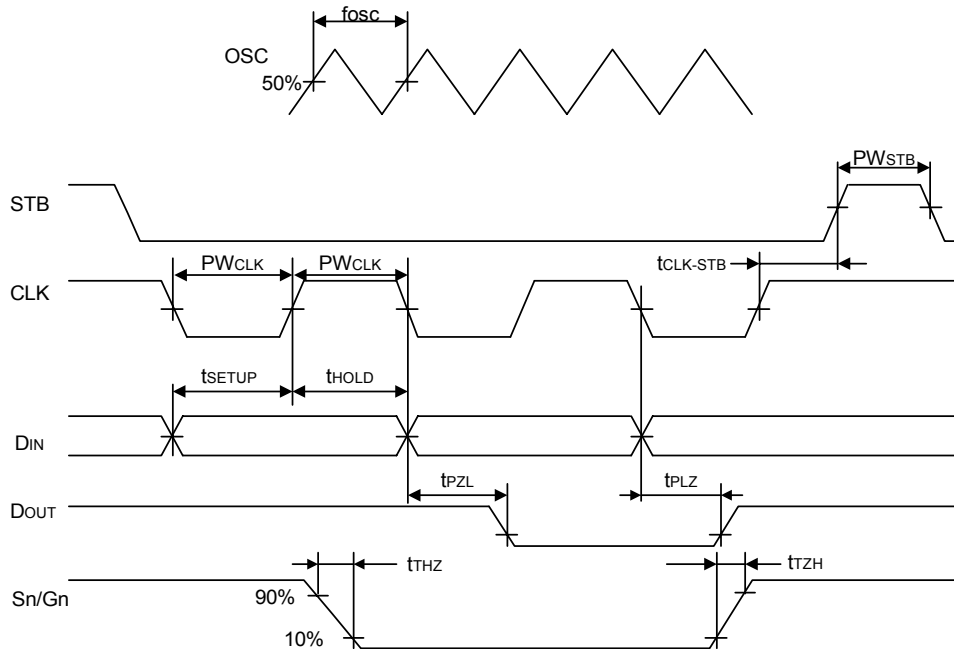 fosc
OSC
50%
PWSTB
STB
tCLK-STB
PWCLK PWCLK
CLK
tSETUP tHOLD
DIN
tPZL tPLZ
DOUT
tTHZ tTZH
Sn/Gn
90%
10%